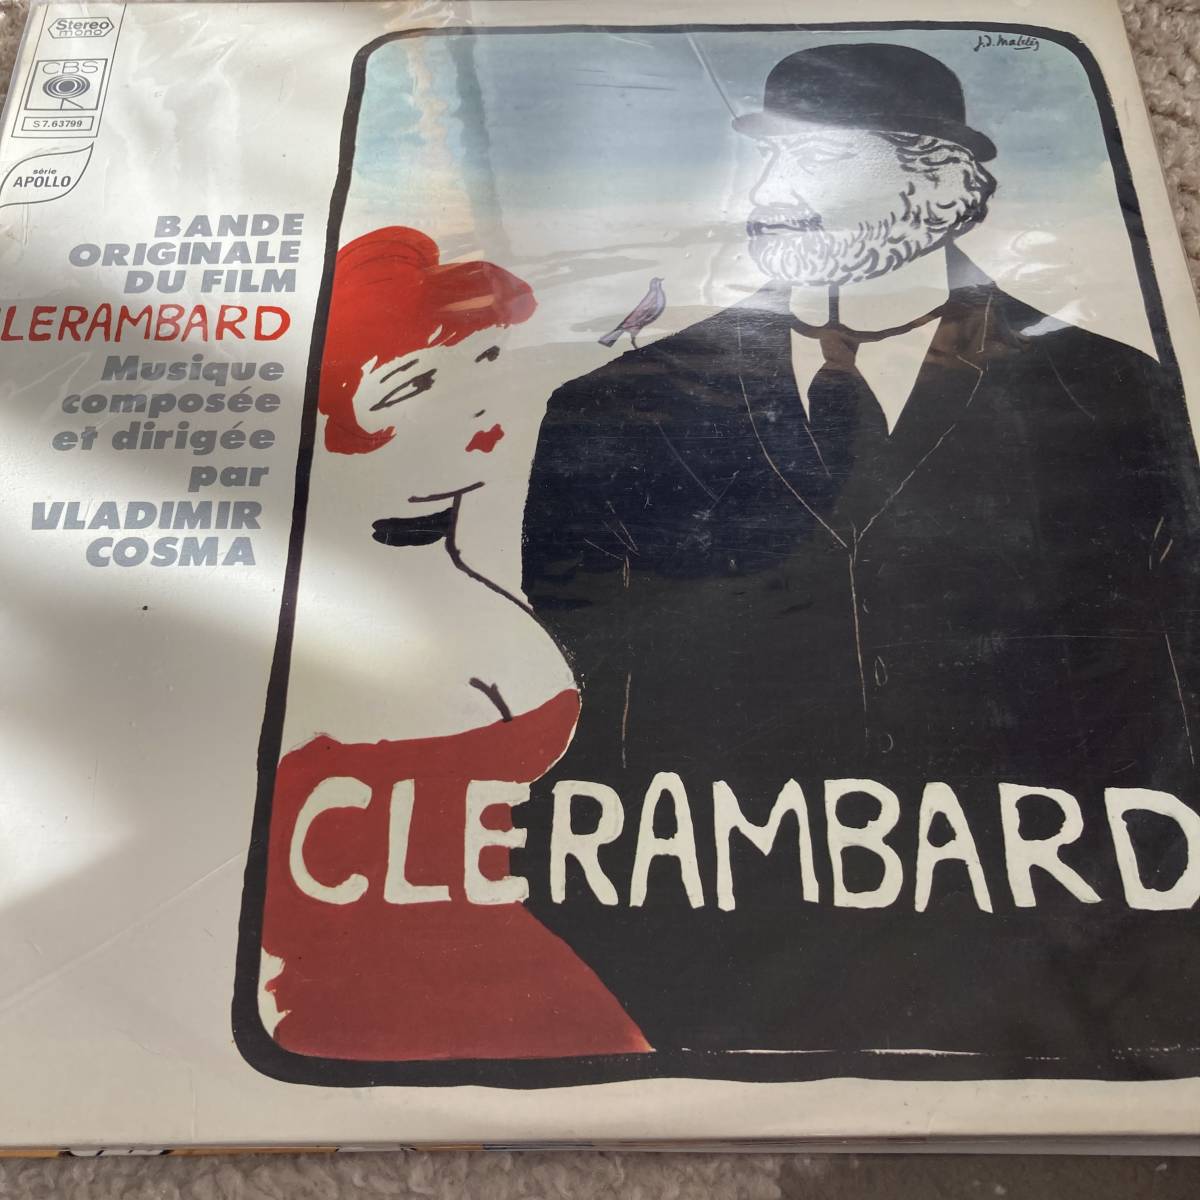 Stereo
mono
CBS
S 7.63799
série
APOLLO
BANDE
ORIGINALE
DU FILM
CLERAMBARD
Musique
composée
et dirigée
par
VLADIMIR
COSMA
CLERAMBARD